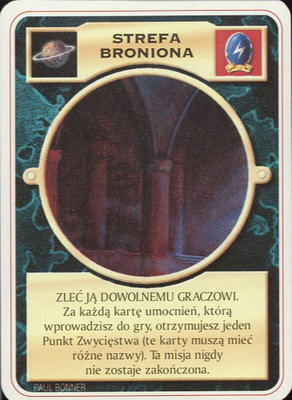 STREFA
BRONIONA
ZLEĆ JĄ DOWOLNEMU GRACZOWI.
Za każdą kartę umocnień, którą
wprowadzisz do gry, otrzymujesz jeden
Punkt Zwycięstwa (te karty muszą mieć
różne nazwy). Ta misja nigdy
nie zostaje zakończona.
PAUL BONNER